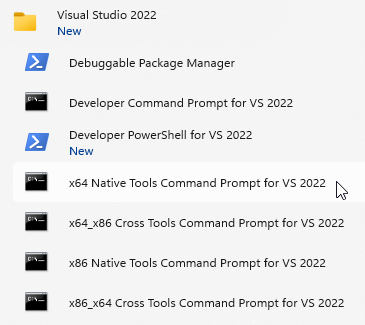 Visual Studio 2022
New
Debuggable Package Manager
Developer Command Prompt for VS 2022
Developer PowerShell for VS 2022
New
x64 Native Tools Command Prompt for VS 2022
x64_x86 Cross Tools Command Prompt for VS 2022
x86 Native Tools Command Prompt for VS 2022
x86_x64 Cross Tools Command Prompt for VS 2022